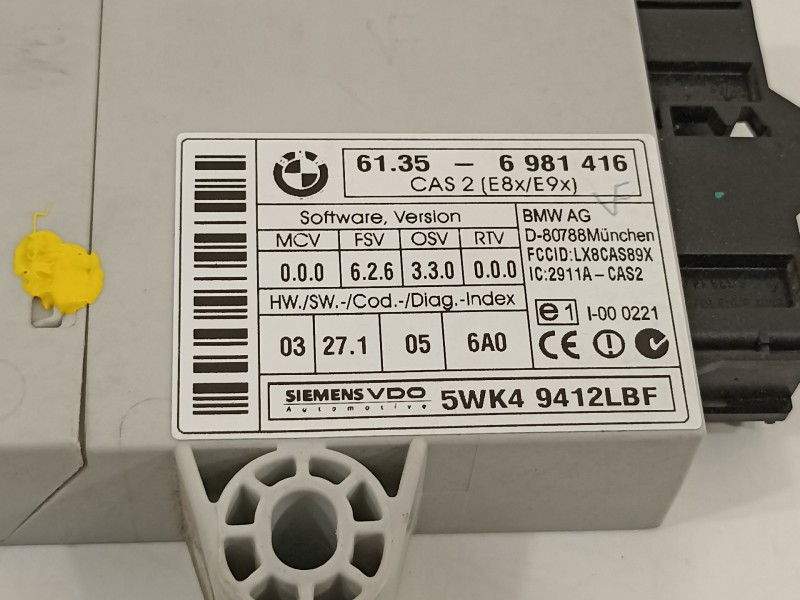 BMW
61.35 - 6 981 416
CAS 2 (E8x/E9x)
VF
Software, Version
MCV FSV OSV RTV
0.0.0 6.2.6 3.3.0 0.0.0
HW./SW.-/Cod.-/Diag.-Index
03 27.1 05 6A0
BMW AG
D-80788München
FCCID:LX8CAS89X
IC:2911A-CAS2
e1 I-00 0221
CE
SIEMENS VDO
Automotive
5WK4 9412LBF